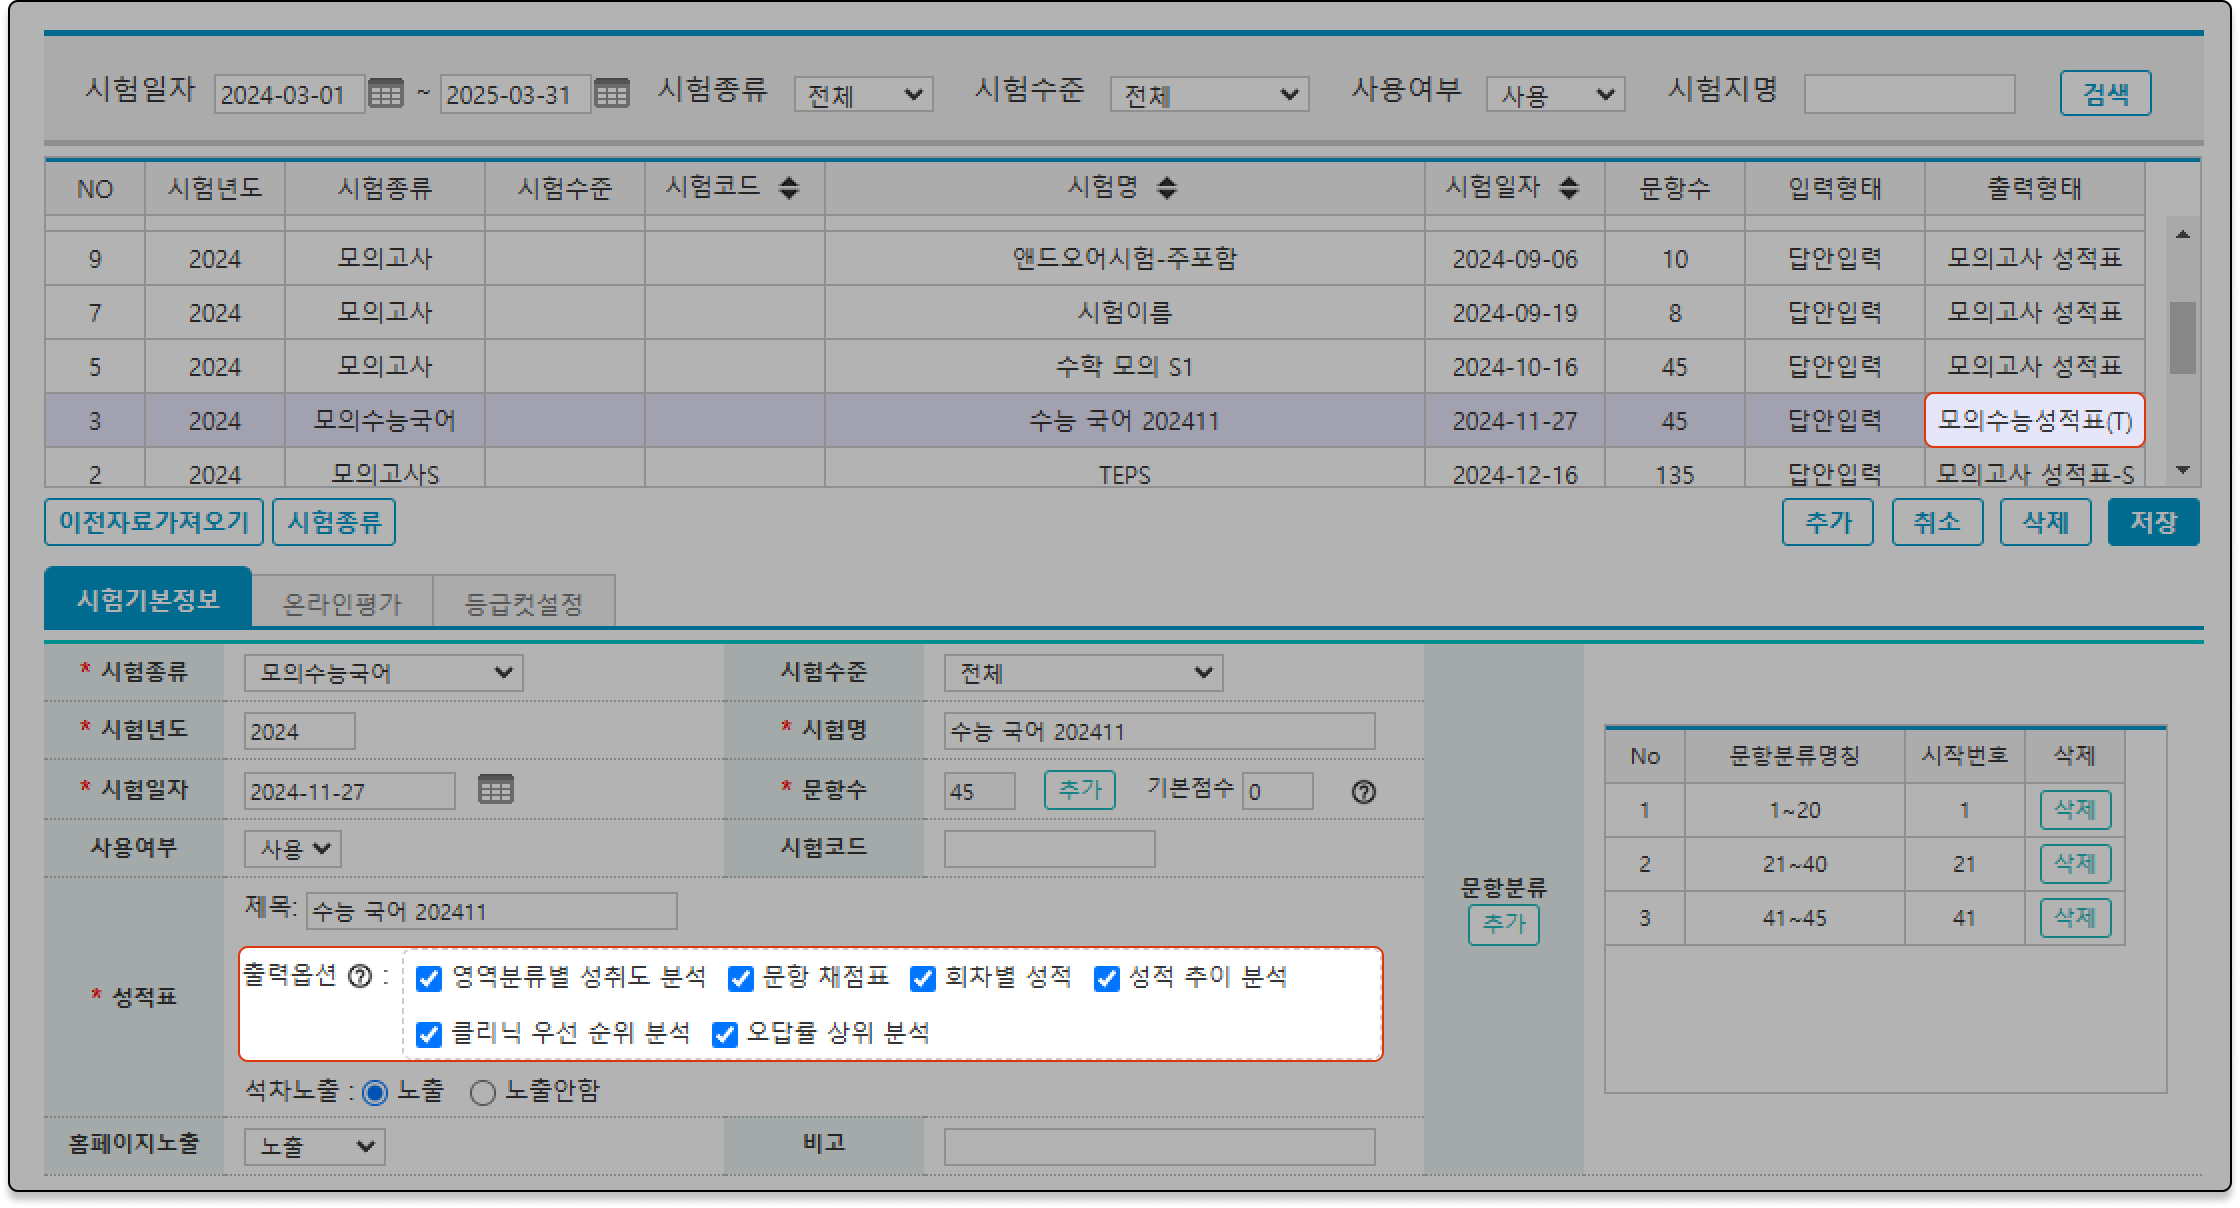 시험일자 2024-03-01 ~ 2025-03-31 시험종류 전체 시험수준 전체 사용여부 사용 시험지명 검색
NO 시험년도 시험종류 시험수준 시험코드 시험명 시험일자 문항수 입력형태 출력형태
9 2024 모의고사 앤드오어시험-주포함 2024-09-06 10 답안입력 모의고사 성적표
7 2024 모의고사 시험이름 2024-09-19 8 답안입력 모의고사 성적표
5 2024 모의고사 수학 모의 S1 2024-10-16 45 답안입력 모의고사 성적표
3 2024 모의수능국어 수능 국어 202411 2024-11-27 45 답안입력 모의수능성적표(T)
2 2024 모의고사S TEPS 2024-12-16 135 답안입력 모의고사 성적표-S
이전자료가져오기 시험종류 추가 취소 삭제 저장
시험기본정보 온라인평가 등급컷설정
* 시험종류 모의수능국어 시험수준 전체
* 시험년도 2024 * 시험명 수능 국어 202411
* 시험일자 2024-11-27 * 문항수 45 추가 기본점수 0 ?
사용여부 사용 시험코드
* 성적표
제목: 수능 국어 202411
출력옵션 ? : 영역분류별 성취도 분석 문항 채점표 회차별 성적 성적 추이 분석
클리닉 우선 순위 분석 오답률 상위 분석
석차노출 : 노출 노출안함
홈페이지노출 노출 비고
문항분류
추가
No 문항분류명칭 시작번호 삭제
1 1~20 1 삭제
2 21~40 21 삭제
3 41~45 41 삭제